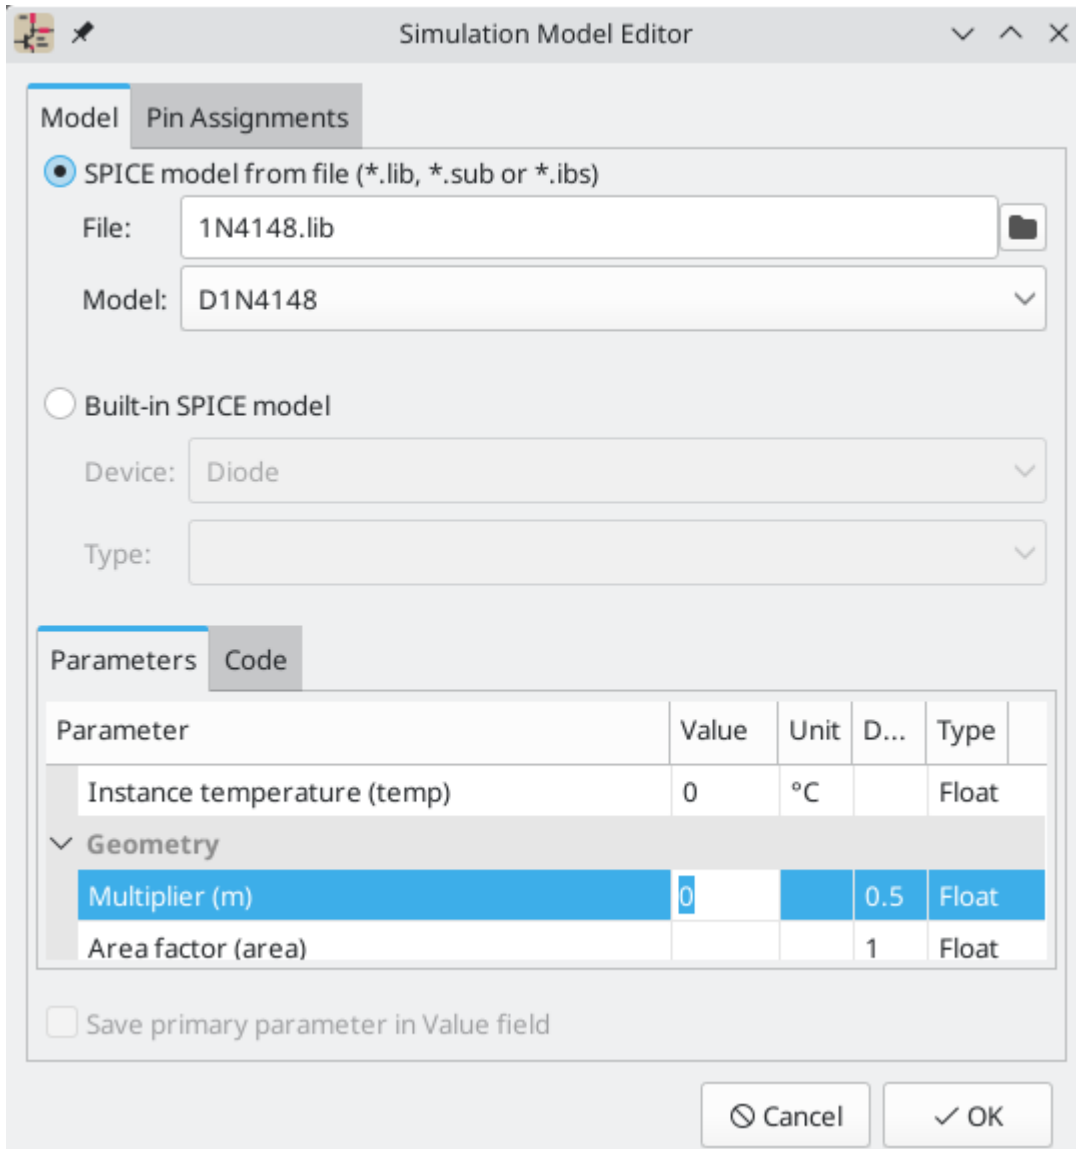 Simulation Model Editor
Model Pin Assignments
SPICE model from file (*.lib, *.sub or *.ibs)
File: 1N4148.lib
Model: D1N4148
Built-in SPICE model
Device: Diode
Type:
Parameters Code
Parameter Value Unit D... Type
Instance temperature (temp) 0 °C Float
Geometry
Multiplier (m) 0 0.5 Float
Area factor (area) 1 Float
Save primary parameter in Value field
Cancel OK